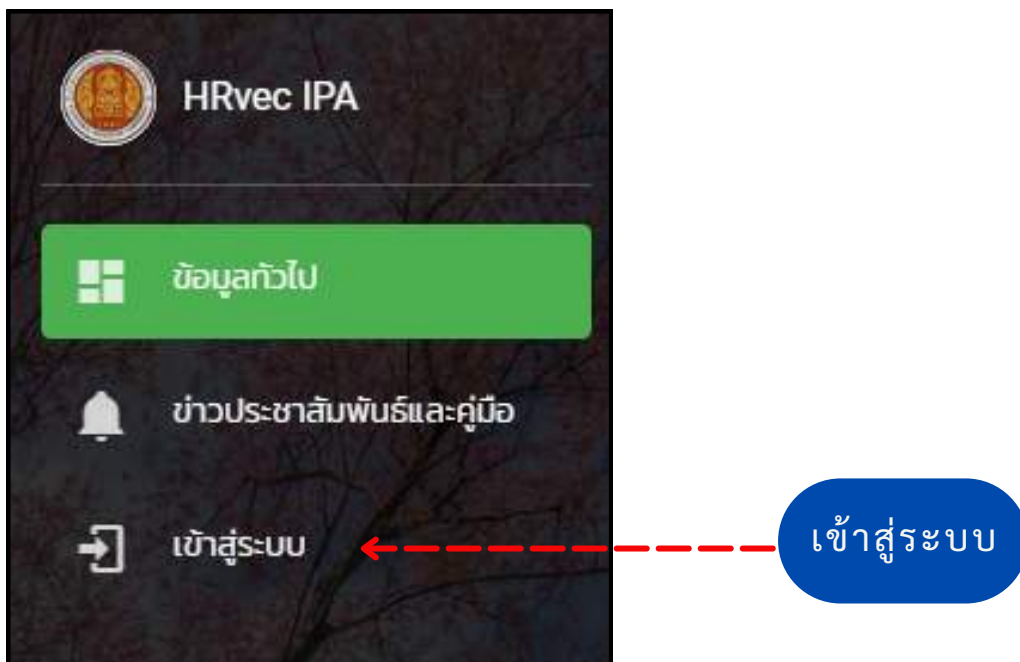 HRvec IPA
ข้อมูลทั่วไป
ข่าวประชาสัมพันธ์และคู่มือ
เข้าสู่ระบบ
เข้าสู่ระบบ